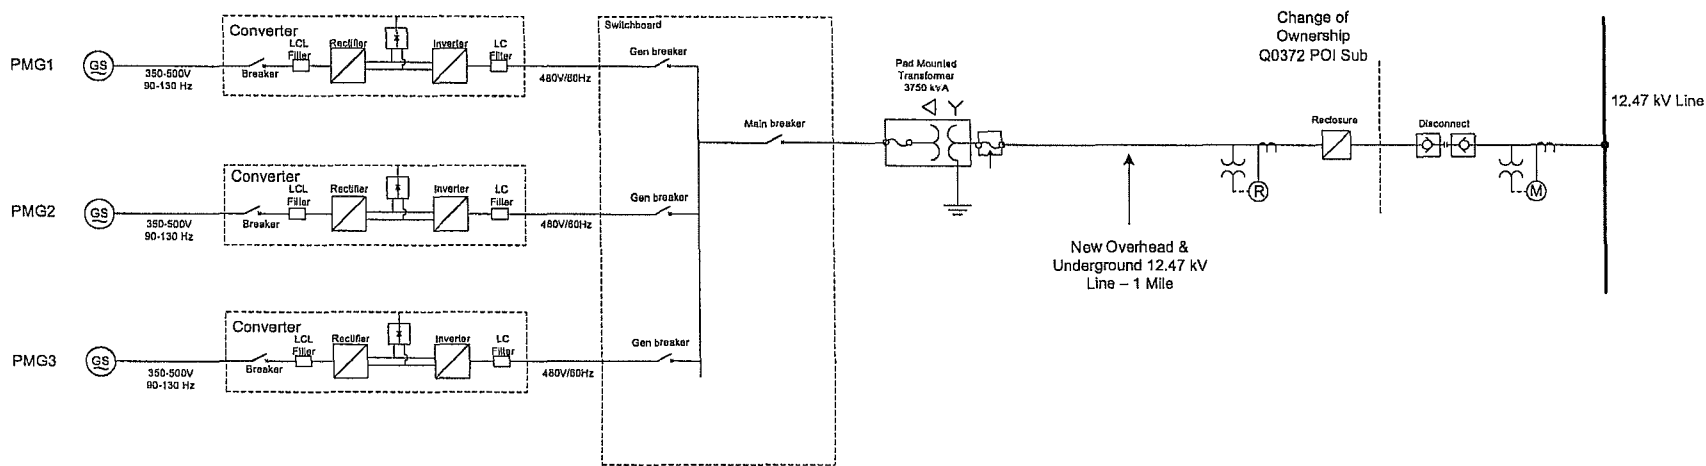 Change of
Ownership
Q0372 POI Sub
Switchboard
Converter
LCL
Filter
Rectifier
Inverter
LC
Filter
Gen breaker
PMG1
GS
350-500V
90-130 Hz
Breaker
480V/60Hz
Pad Mounted
Transformer
3750 kVA
12.47 kV Line
Main breaker
Reclosure
Disconnect
Converter
LCL
Filter
Rectifier
Inverter
LC
Filter
Gen breaker
PMG2
GS
350-500V
90-130 Hz
Breaker
480V/60Hz
R
M
New Overhead &
Underground 12.47 kV
Line – 1 Mile
Converter
LCL
Filter
Rectifier
Inverter
LC
Filter
Gen breaker
PMG3
GS
350-500V
90-130 Hz
Breaker
480V/60Hz